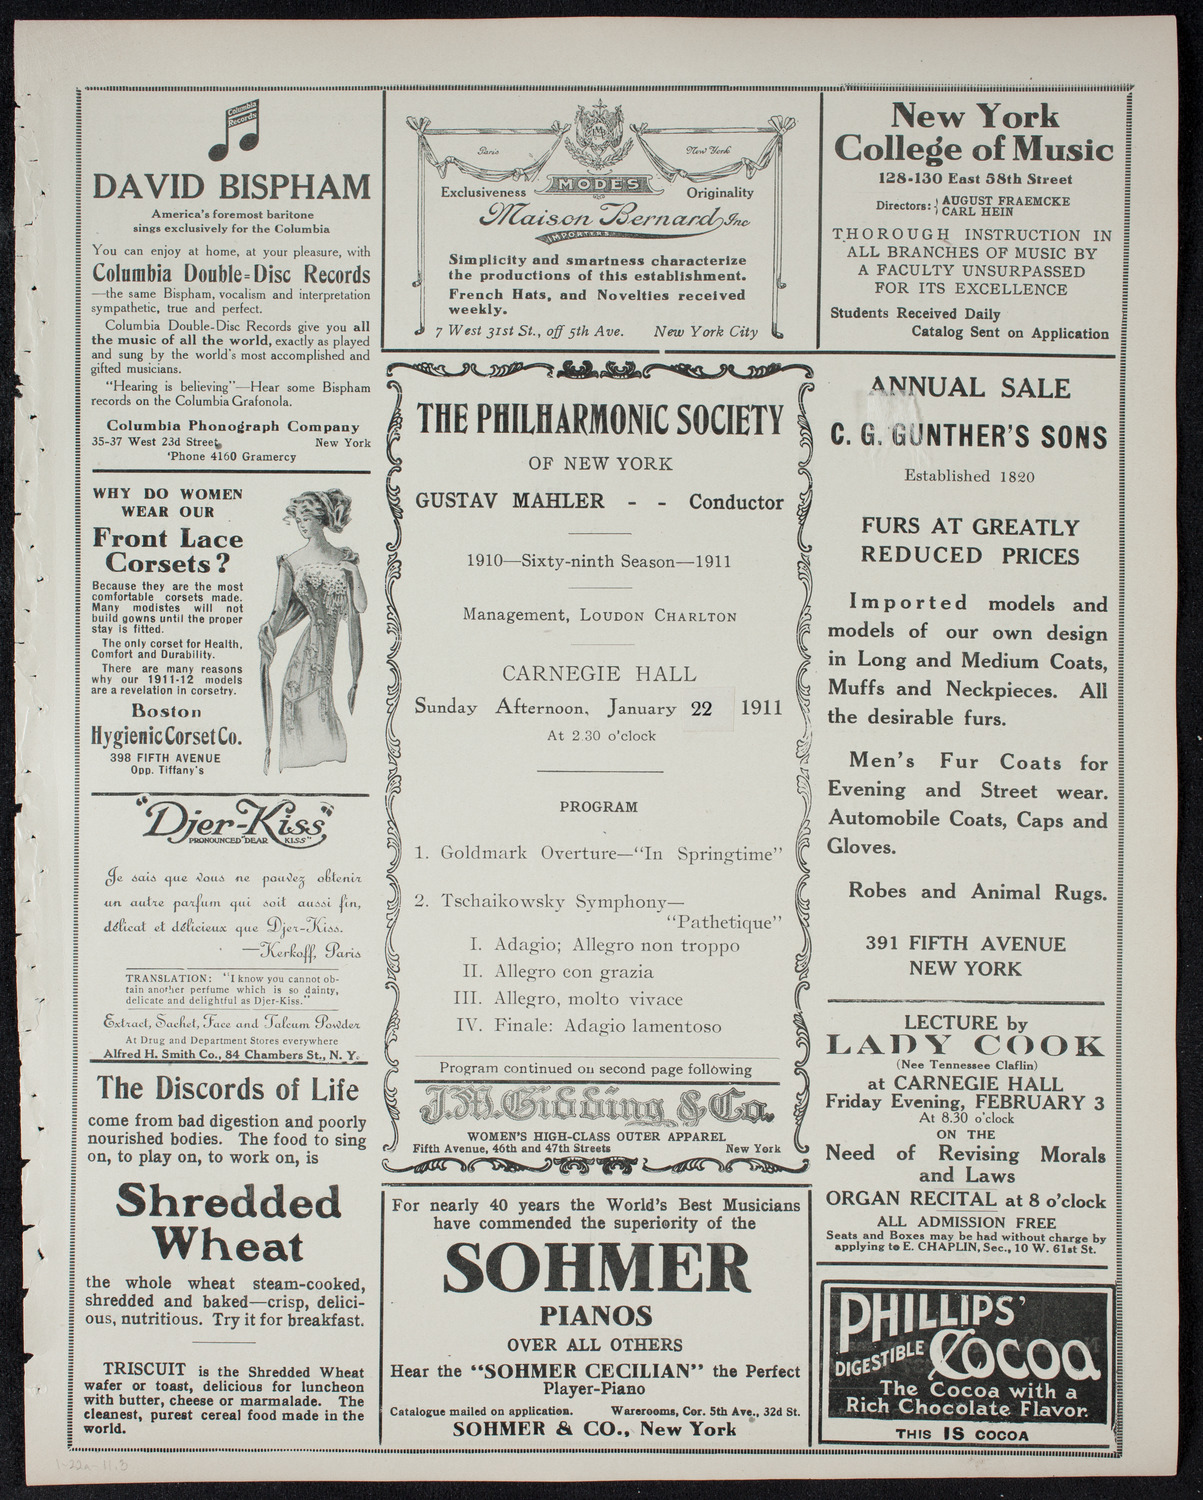 Columbia
Records
DAVID BISPHAM
America's foremost baritone
sings exclusively for the Columbia
You can enjoy at home, at your pleasure, with
Columbia Double=Disc Records
—the same Bispham, vocalism and interpretation
sympathetic, true and perfect.
Columbia Double-Disc Records give you all
the music of all the world, exactly as played
and sung by the world's most accomplished and
gifted musicians.
"Hearing is believing"—Hear some Bispham
records on the Columbia Grafonola.
Columbia Phonograph Company
35-37 West 23d Street, New York
'Phone 4160 Gramercy
WHY DO WOMEN
WEAR OUR
Front Lace
Corsets?
Because they are the most
comfortable corsets made.
Many modistes will not
build gowns until the proper
stay is fitted.
The only corset for Health,
Comfort and Durability.
There are many reasons
why our 1911-12 models
are a revelation in corsetry.
Boston
Hygienic Corset Co.
398 FIFTH AVENUE
Opp. Tiffany's
"Djer-Kiss"
PRONOUNCED "DEAR KISS"
Je sais que vous ne pouvez obtenir
un autre parfum qui soit aussi fin,
délicat et délicieux que Djer-Kiss.
—Kerkoff, Paris
TRANSLATION: "I know you cannot ob-
tain another perfume which is so dainty,
delicate and delightful as Djer-Kiss."
Extract, Sachet, Face and Talcum Powder
At Drug and Department Stores everywhere
Alfred H. Smith Co., 84 Chambers St., N. Y.
The Discords of Life
come from bad digestion and poorly
nourished bodies. The food to sing
on, to play on, to work on, is
Shredded
Wheat
the whole wheat steam-cooked,
shredded and baked—crisp, delici-
ous, nutritious. Try it for breakfast.
TRISCUIT is the Shredded Wheat
wafer or toast, delicious for luncheon
with butter, cheese or marmalade. The
cleanest, purest cereal food made in the
world.
Paris New York
MODES
Exclusiveness Originality
Maison Bernard Inc
IMPORTERS
Simplicity and smartness characterize
the productions of this establishment.
French Hats, and Novelties received
weekly.
7 West 31st St., off 5th Ave. New York City
THE PHILHARMONIC SOCIETY
OF NEW YORK
GUSTAV MAHLER - - Conductor
1910—Sixty-ninth Season—1911
Management, LOUDON CHARLTON
CARNEGIE HALL
Sunday Afternoon, January 22 1911
At 2.30 o'clock
PROGRAM
1. Goldmark Overture—"In Springtime"
2. Tschaikowsky Symphony—
"Pathetique"
I. Adagio; Allegro non troppo
II. Allegro con grazia
III. Allegro, molto vivace
IV. Finale: Adagio lamentoso
Program continued on second page following
J.M. Gidding & Co.
WOMEN'S HIGH-CLASS OUTER APPAREL
Fifth Avenue, 46th and 47th Streets New York
For nearly 40 years the World's Best Musicians
have commended the superiority of the
SOHMER
PIANOS
OVER ALL OTHERS
Hear the "SOHMER CECILIAN" the Perfect
Player-Piano
Catalogue mailed on application. Warerooms, Cor. 5th Ave., 32d St.
SOHMER & CO., New York
New York
College of Music
128-130 East 58th Street
Directors: AUGUST FRAEMCKE
CARL HEIN
THOROUGH INSTRUCTION IN
ALL BRANCHES OF MUSIC BY
A FACULTY UNSURPASSED
FOR ITS EXCELLENCE
Students Received Daily
Catalog Sent on Application
ANNUAL SALE
C. G. GUNTHER'S SONS
Established 1820
FURS AT GREATLY
REDUCED PRICES
Imported models and
models of our own design
in Long and Medium Coats,
Muffs and Neckpieces. All
the desirable furs.
Men's Fur Coats for
Evening and Street wear.
Automobile Coats, Caps and
Gloves.
Robes and Animal Rugs.
391 FIFTH AVENUE
NEW YORK
LECTURE by
LADY COOK
(Nee Tennessee Claflin)
at CARNEGIE HALL
Friday Evening, FEBRUARY 3
At 8.30 o'clock
ON THE
Need of Revising Morals
and Laws
ORGAN RECITAL at 8 o'clock
ALL ADMISSION FREE
Seats and Boxes may be had without charge by
applying to E. CHAPLIN, Sec., 10 W. 61st St.
PHILLIPS'
DIGESTIBLE COCOA
The Cocoa with a
Rich Chocolate Flavor.
THIS IS COCOA
1-22a-11.3